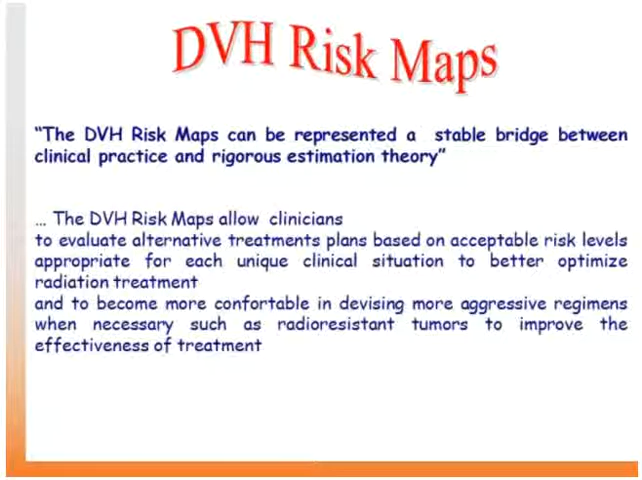 DVH Risk Maps
“The DVH Risk Maps can be represented a stable bridge between
clinical practice and rigorous estimation theory”
… The DVH Risk Maps allow clinicians
to evaluate alternative treatments plans based on acceptable risk levels
appropriate for each unique clinical situation to better optimize
radiation treatment
and to become more confortable in devising more aggressive regimens
when necessary such as radioresistant tumors to improve the
effectiveness of treatment